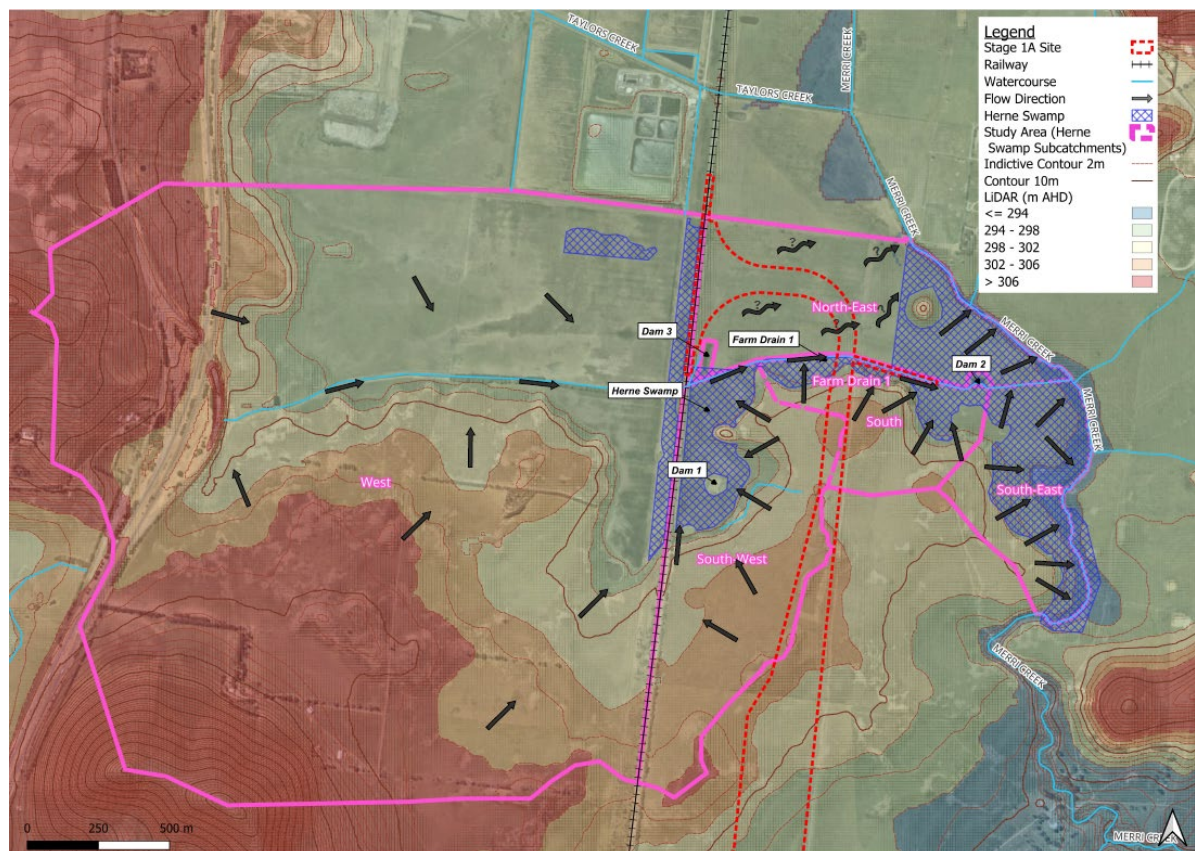 Legend
Stage 1A Site
Railway
Watercourse
Flow Direction
Herne Swamp
Study Area (Herne
Swamp Subcatchments)
Indictive Contour 2m
Contour 10m
LiDAR (m AHD)
<= 294
294 - 298
298 - 302
302 - 306
> 306
TAYLORS CREEK
MERRI CREEK
TAYLORS CREEK
MERRI CREEK
?
?
?
?
?
North-East
Dam 3
Farm Drain 1
MERRI CREEK
Dam 2
Farm Drain 1
Herne Swamp
South
MERRI CREEK
Dam 1
West
South-East
South-West
MERRI CREEK
MERRI CREEK
0 250 500 m